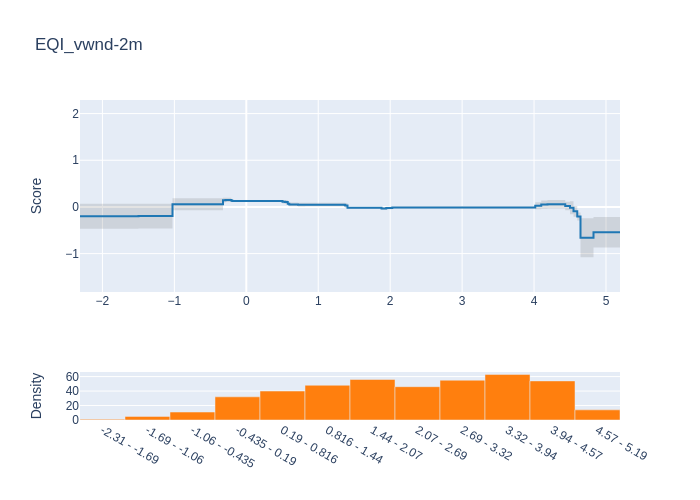 EQI_vwnd-2m
Score
2
1
0
−1
−2
−1
0
1
2
3
4
5
Density
60
40
20
0
-2.31 - -1.69
-1.69 - -1.06
-1.06 - -0.435
-0.435 - 0.19
0.19 - 0.816
0.816 - 1.44
1.44 - 2.07
2.07 - 2.69
2.69 - 3.32
3.32 - 3.94
3.94 - 4.57
4.57 - 5.19